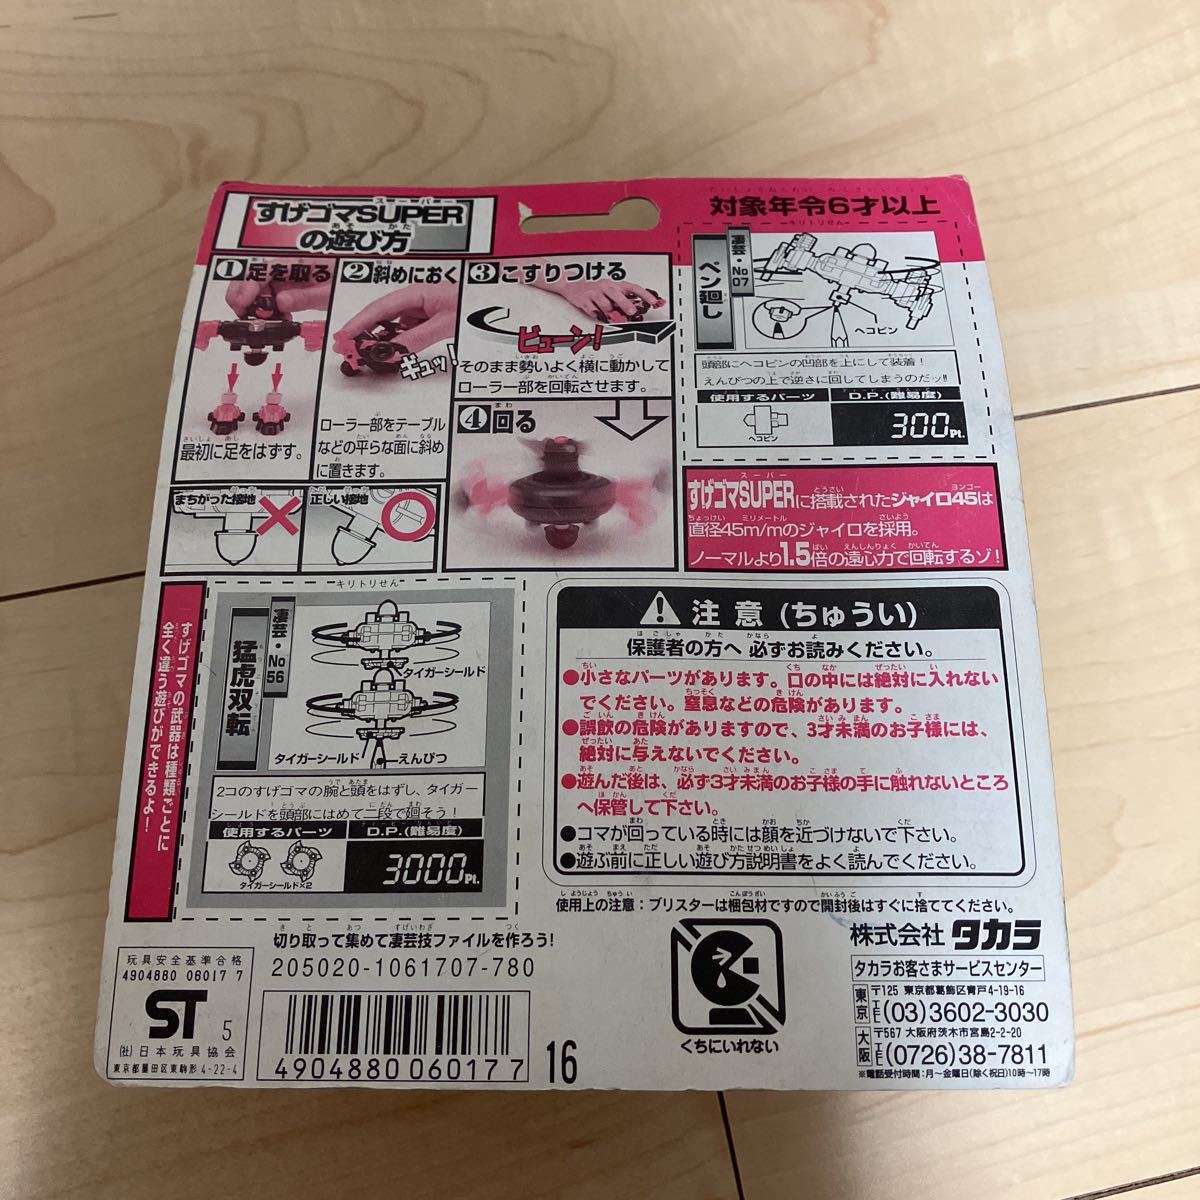 すげゴマSUPER
の遊び方
対象年令6才以上
1 足を取る
最初に足をはずす。
2 斜めにおく
ギュッ!
ローラー部をテーブル
などの平らな面に斜め
に置きます。
3 こすりつける
ビューン!
そのまま勢いよく横に動かして
ローラー部を回転させます。
4 回る
まちがった接地
正しい接地
キリトリせん
凄芸・No07
ペン廻し
ヘコピン
頭部にヘコピンの凹部を上にして装着!
えんぴつの上で逆さに回してしまうのだッ!!
使用するパーツ
D.P.(難易度)
ヘコピン
300Pt.
すげゴマSUPERに搭載されたジャイロ45は
直径45m/mのジャイロを採用。
ノーマルより1.5倍の遠心力で回転するゾ!
すげゴマの武器は種類ごとに
全く違う遊びができるよ!
キリトリせん
凄芸・No56
猛虎双転
タイガーシールド
タイガーシールド
えんぴつ
2コのすげゴマの腕と頭をはずし、タイガー
シールドを頭部にはめて二段で廻そう!
使用するパーツ
D.P.(難易度)
タイガーシールド×2
3000Pt.
切り取って集めて凄芸技ファイルを作ろう!
注意(ちゅうい)
保護者の方へ 必ずお読みください。
●小さなパーツがあります。口の中には絶対に入れない
でください。窒息などの危険があります。
●誤飲の危険がありますので、3才未満のお子様には、
絶対に与えないでください。
●遊んだ後は、必ず3才未満のお子様の手に触れないところ
へ保管して下さい。
●コマが回っている時には顔を近づけないで下さい。
●遊ぶ前に正しい遊び方説明書をよく読んでください。
使用上の注意：ブリスターは梱包材ですので開封後はすぐに捨ててください。
玩具安全基準合格
4904880 06017 7
ST 5
(社)日本玩具協会
東京都墨田区東駒形4-22-4
205020-1061707-780
4904880 06017 7
16
くちにいれない
株式会社 タカラ
タカラお客さまサービスセンター
東京 〒125 東京都葛飾区青戸4-19-16
TEL (03)3602-3030
大阪 〒567 大阪府茨木市宮島2-2-20
TEL (0726)38-7811
※電話受付時間：月〜金曜日(除く祝日)10時〜17時